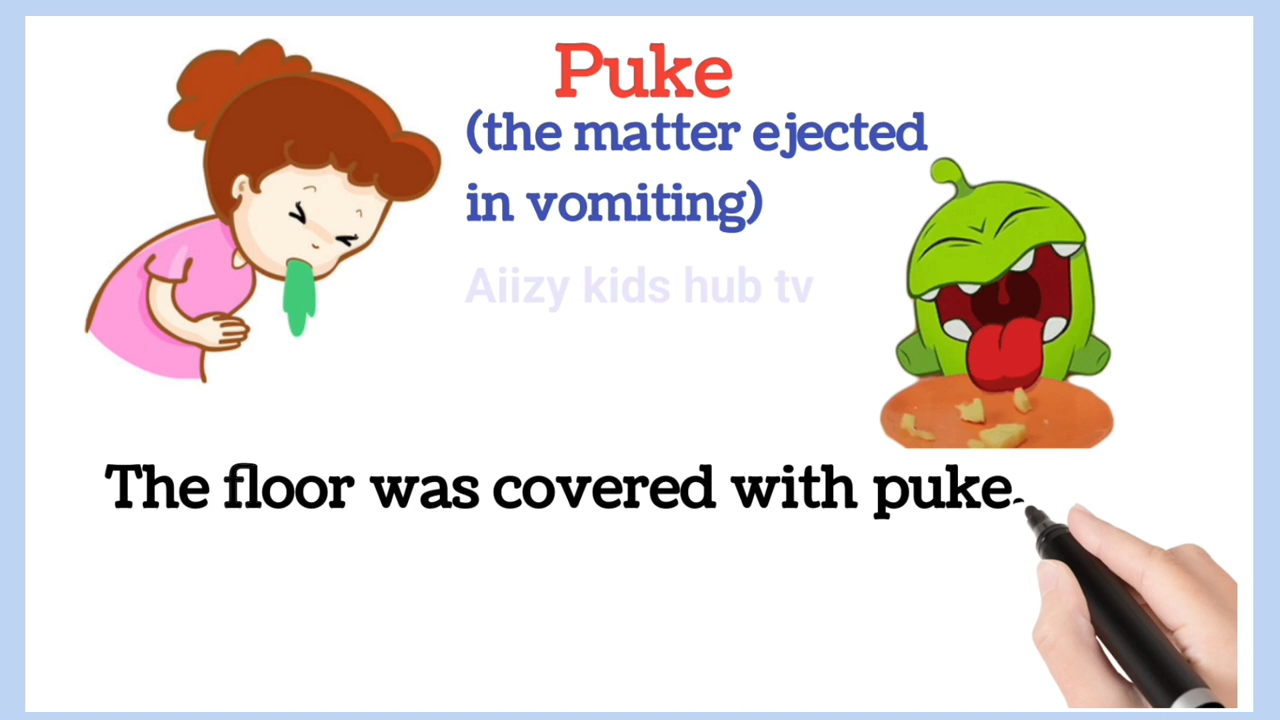 Puke
(the matter ejected
in vomiting)
Aiizy kids hub tv
The floor was covered with puke.